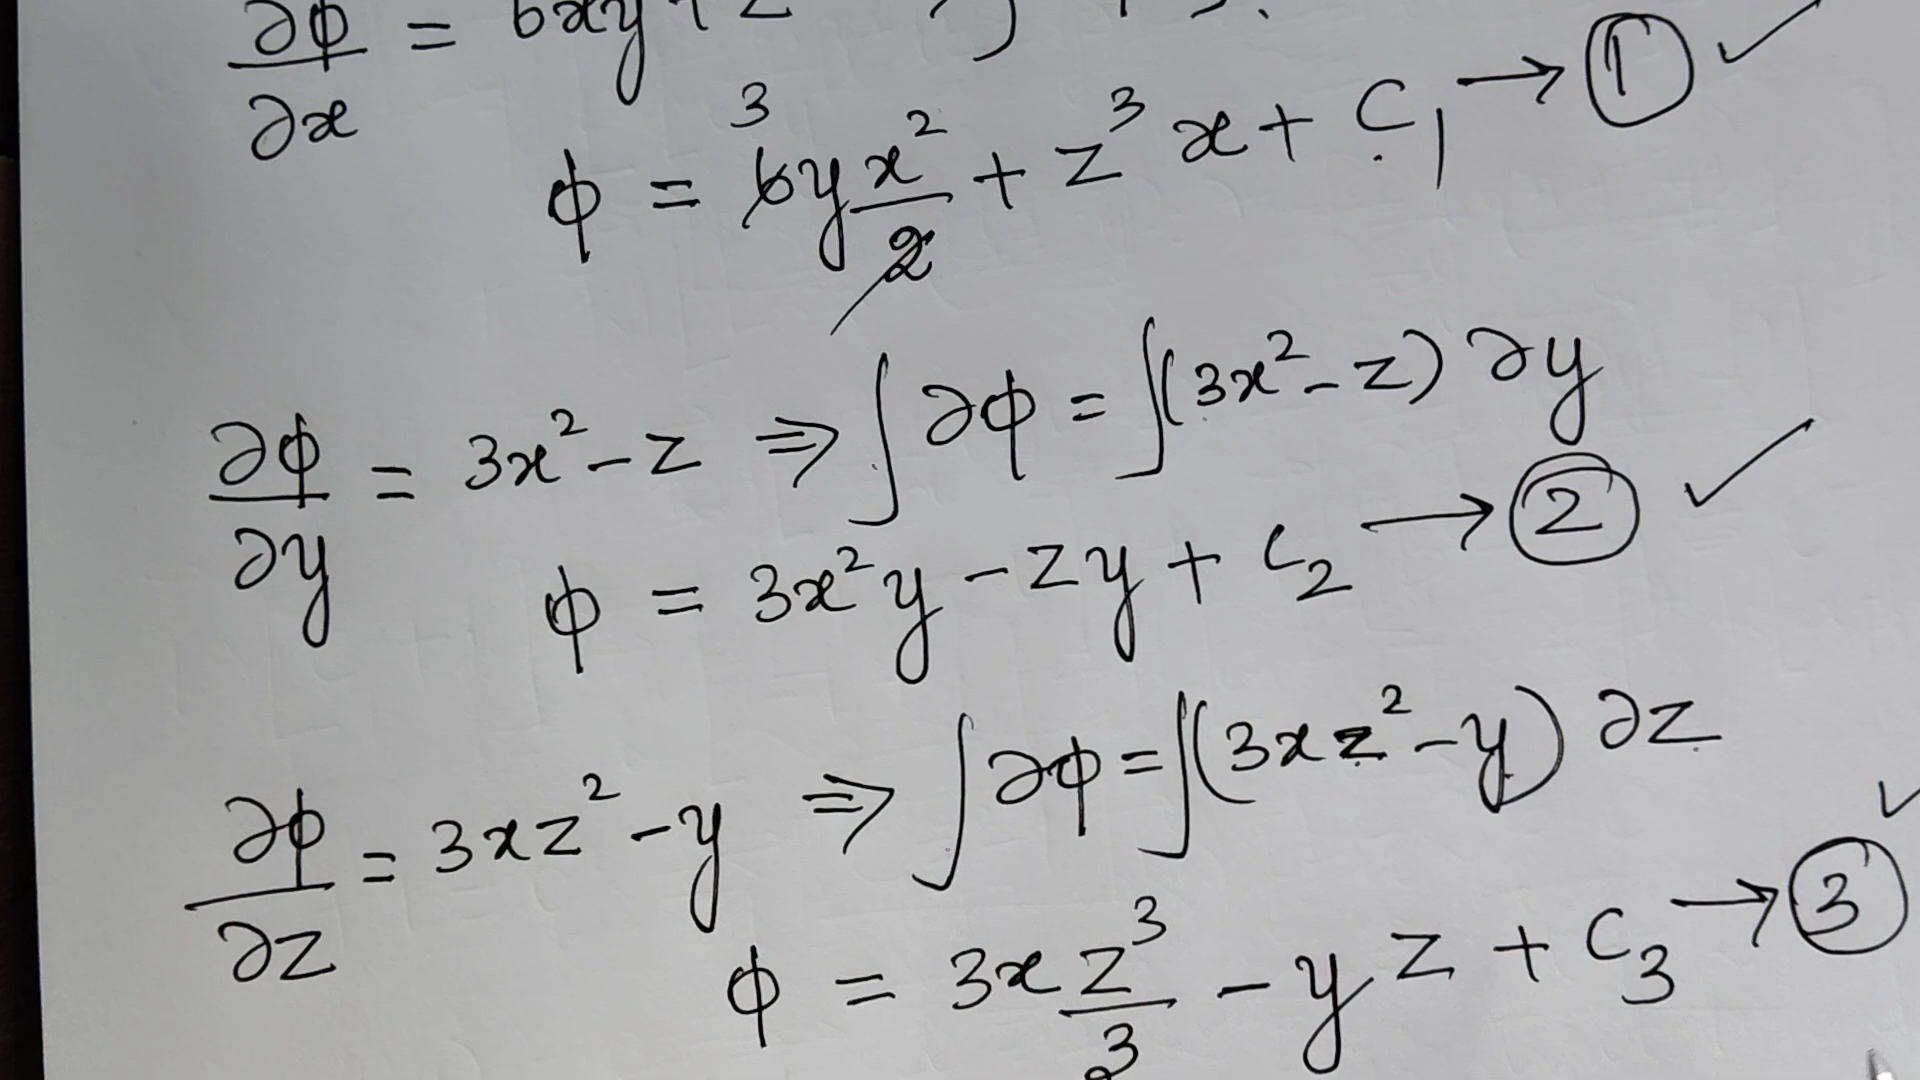 ∂ϕ/∂x = 6xy + z
ϕ = 6y x²/2 + z³x + C₁ → ① ✓
3
∂ϕ/∂y = 3x² - z ⇒ ∫∂ϕ = ∫(3x² - z) ∂y
ϕ = 3x²y - zy + C₂ → ② ✓
∂ϕ/∂z = 3xz² - y ⇒ ∫∂ϕ = ∫(3xz² - y) ∂z
ϕ = 3x z³/3 - yz + C₃ → ③ ✓